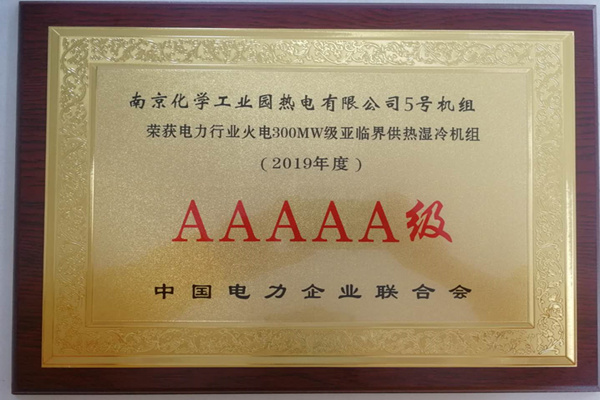 南京化学工业园热电有限公司5号机组
荣获电力行业火电300MW级亚临界供热湿冷机组
（2019年度）
AAAAA级
中国电力企业联合会